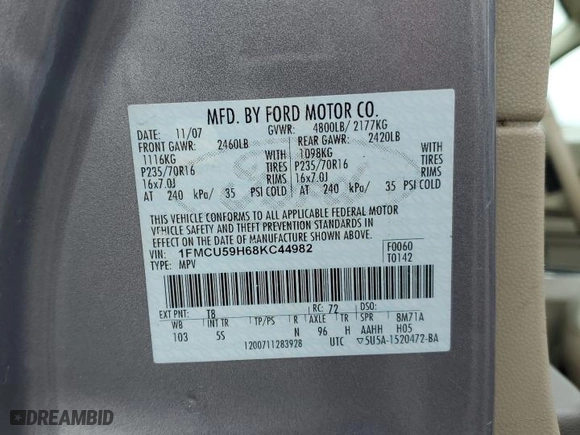 MFD. BY FORD MOTOR CO.
DATE: 11/07 GVWR: 4800LB/ 2177KG
FRONT GAWR: 2460LB REAR GAWR: 2420LB
1116KG WITH 1098KG WITH
P235/70R16 TIRES P235/70R16 TIRES
16x7.0J RIMS 16x7.0J RIMS
AT 240 kPa/ 35 PSI COLD AT 240 kPa/ 35 PSI COLD
THIS VEHICLE CONFORMS TO ALL APPLICABLE FEDERAL MOTOR
VEHICLE SAFETY AND THEFT PREVENTION STANDARDS IN
EFFECT ON THE DATE OF MANUFACTURE SHOWN ABOVE.
VIN: 1FMCU59H68KC44982 F0060
TYPE: MPV T0142
EXT PNT: T8 RC: 72 DSO:
WB INT TR TP/PS R AXLE TR SPR 8M71A
103 5S N 96 H AAHH H05
1200711283928 UTC ▽5U5A-1520472-BA
DREAMBID